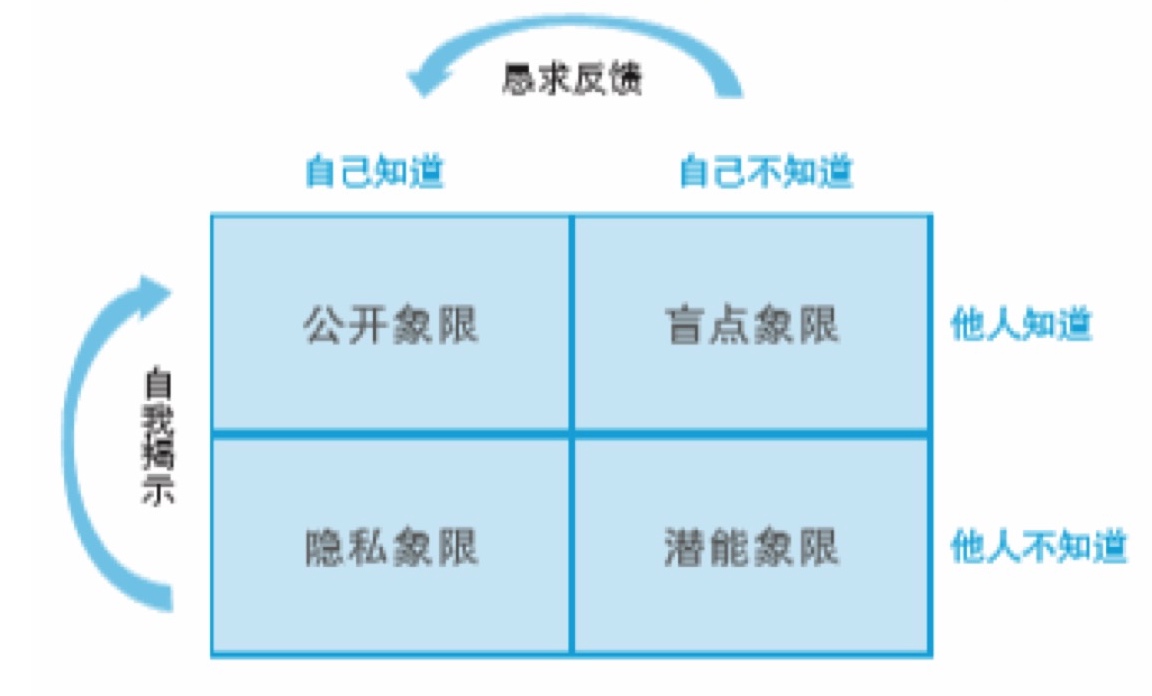 恳求反馈
自己知道 自己不知道
公开象限 盲点象限 他人知道
自我揭示
隐私象限 潜能象限 他人不知道